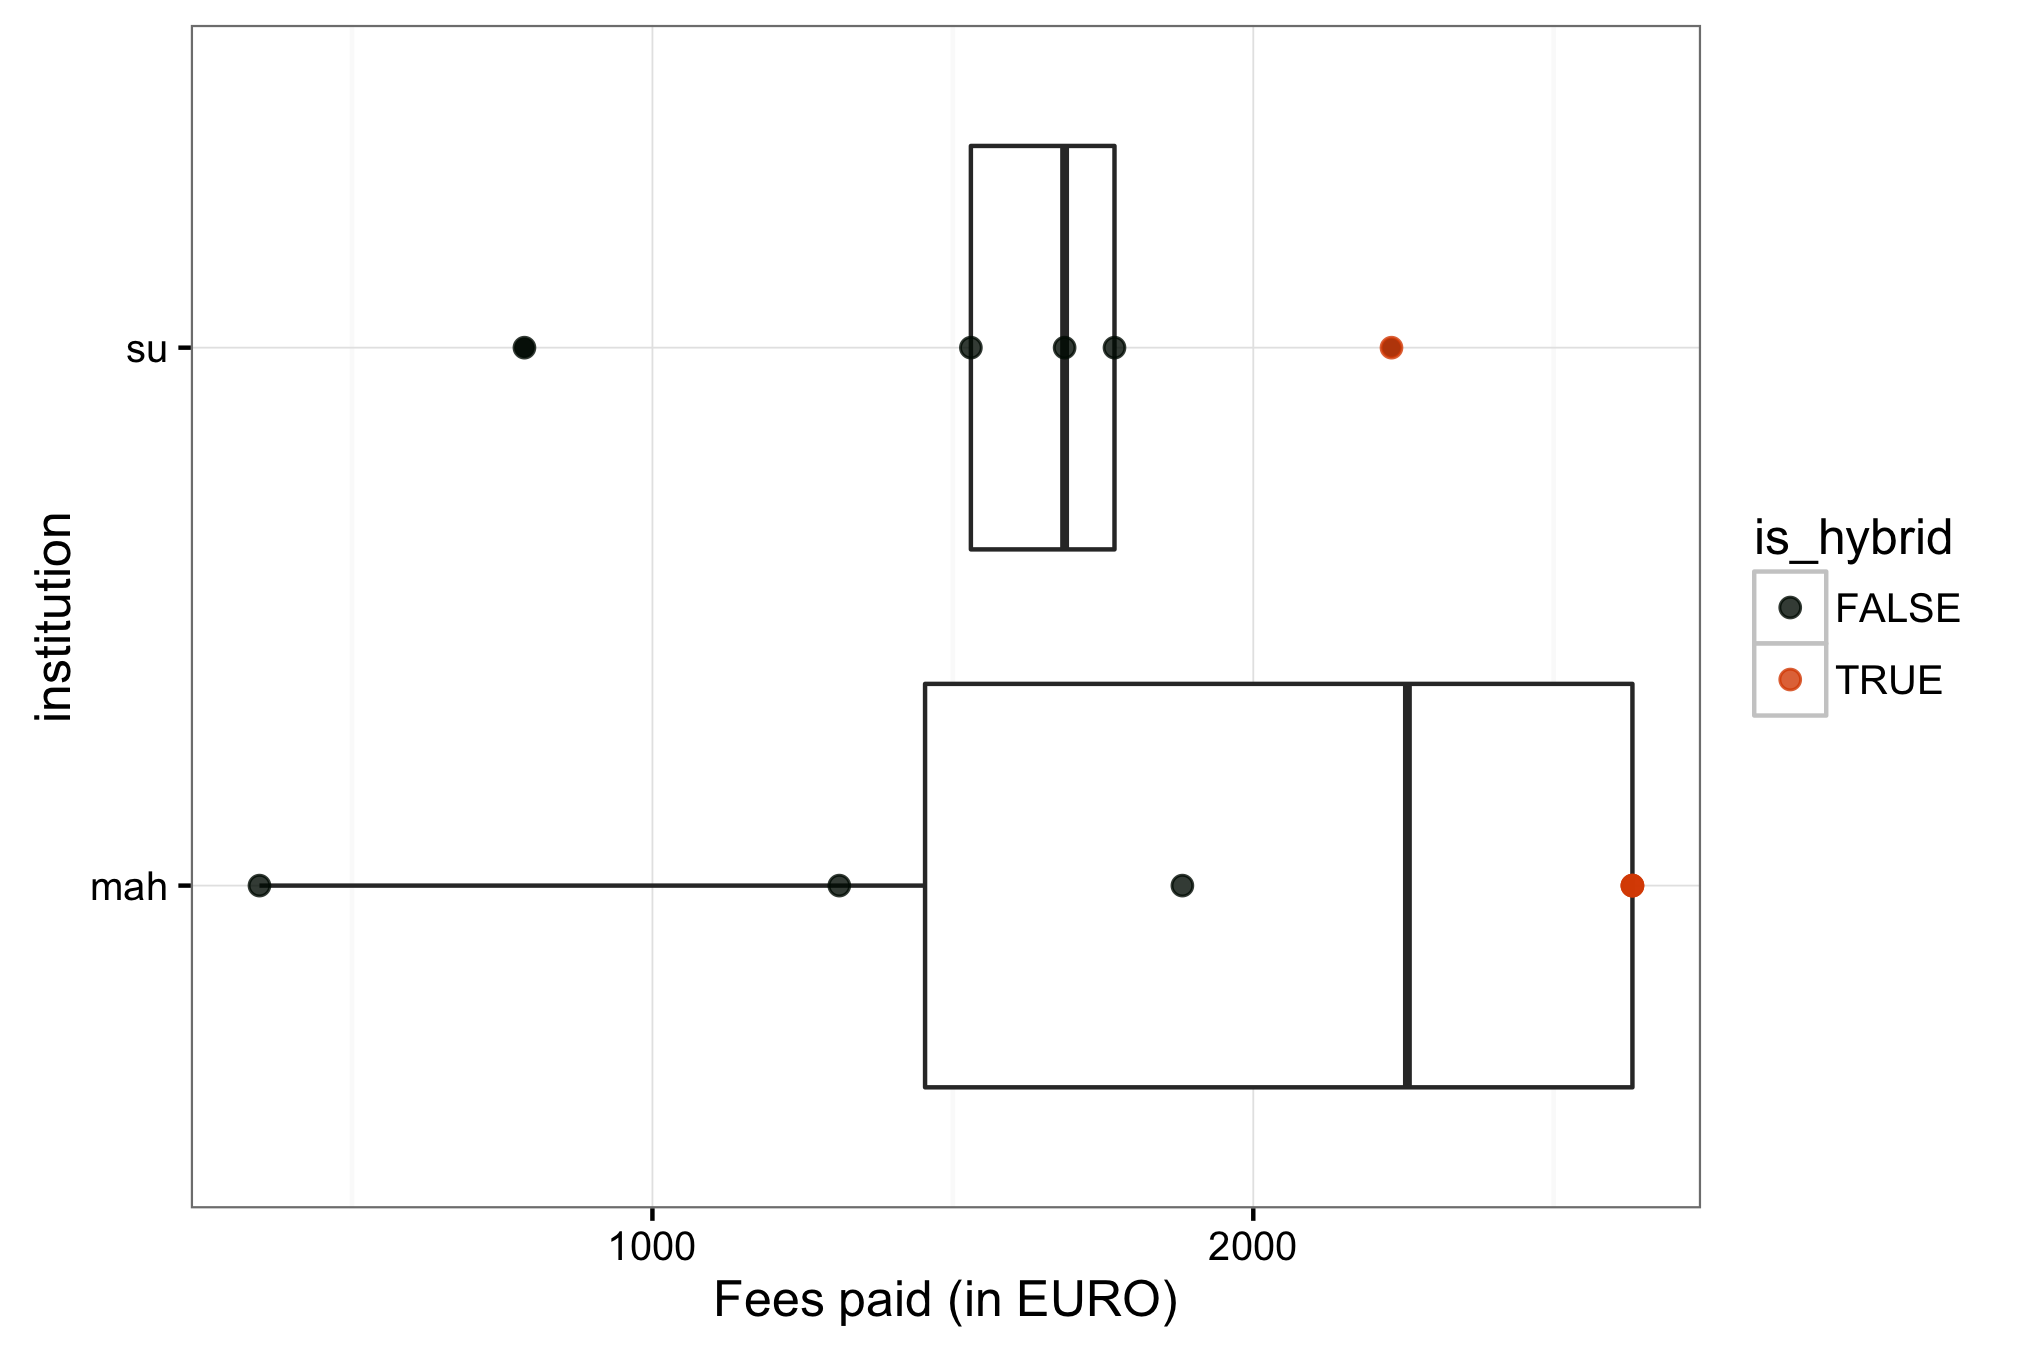 su
mah
institution
1000
2000
Fees paid (in EURO)
is_hybrid
FALSE
TRUE